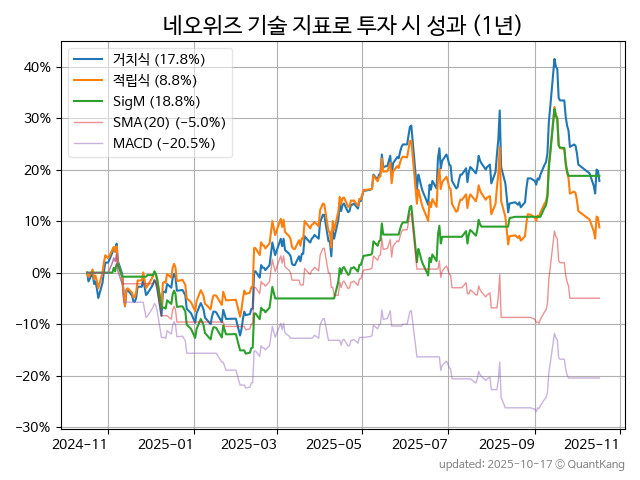 네오위즈 기술 지표로 투자 시 성과 (1년)
거치식 (17.8%)
적립식 (8.8%)
SigM (18.8%)
SMA(20) (−5.0%)
MACD (−20.5%)
40%
30%
20%
10%
0%
−10%
−20%
−30%
2024-11 2025-01 2025-03 2025-05 2025-07 2025-09 2025-11
updated: 2025-10-17 © QuantKang